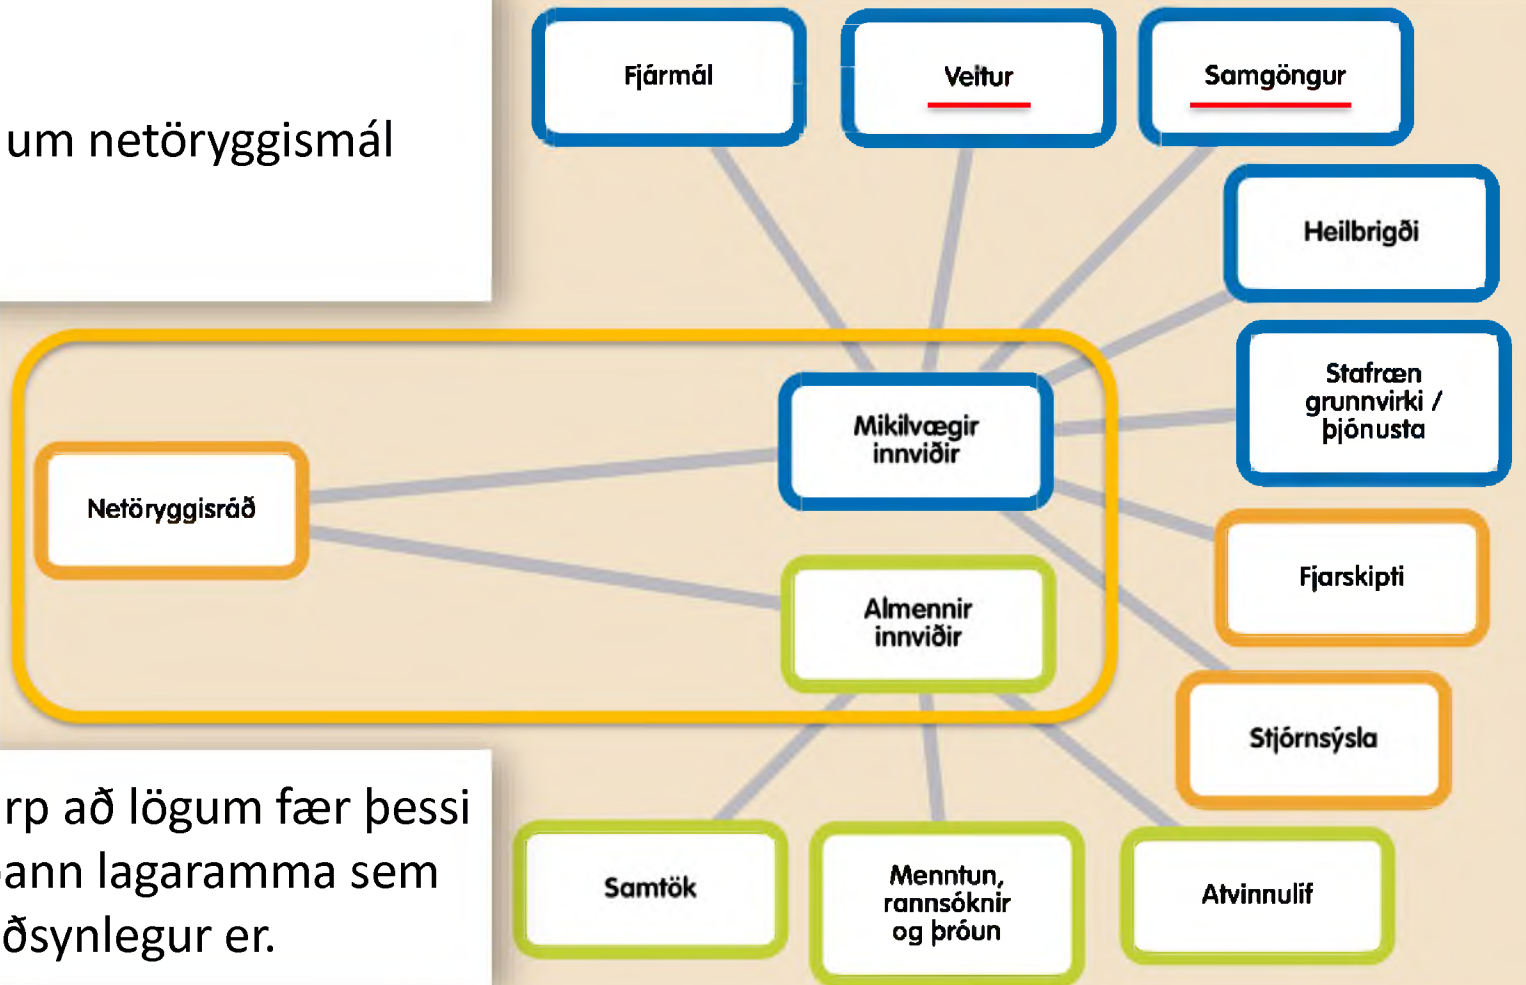 um netöryggismál
Fjármál
Veitur
Samgöngur
Heilbrigði
Stafræn
grunnvirki /
þjónusta
Mikilvægir
innviðir
Netöryggisráð
Fjarskipti
Almennir
innviðir
Stjórnsýsla
rp að lögum fær þessi
ann lagaramma sem
ðsynlegur er.
Samtök
Menntun,
rannsóknir
og þróun
Atvinnulíf